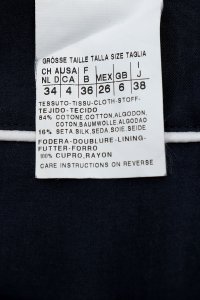 GRÖSSE TAILLE TALLA SIZE TAGLIA
CH A USA F MEX GB I
NL D CA B J
34 4 36 26 6 38
TESSUTO-TISSU-CLOTH-STOFF-
TEJIDO-TECIDO
84% COTONE.COTTON,ALGODON,
COTON,BAUMWOLLE.ALGODAO
16% SETA.SILK.SEDA SOIE.SEIDE
FODERA-DOUBLURE-LINING-
FUTTER-FORRO
100% CUPRO,RAYON
CARE INSTRUCTIONS ON REVERSE